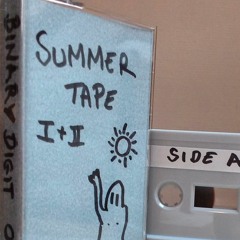 BINARY DIGIT
SUMMER
TAPE
I + II
SIDE A